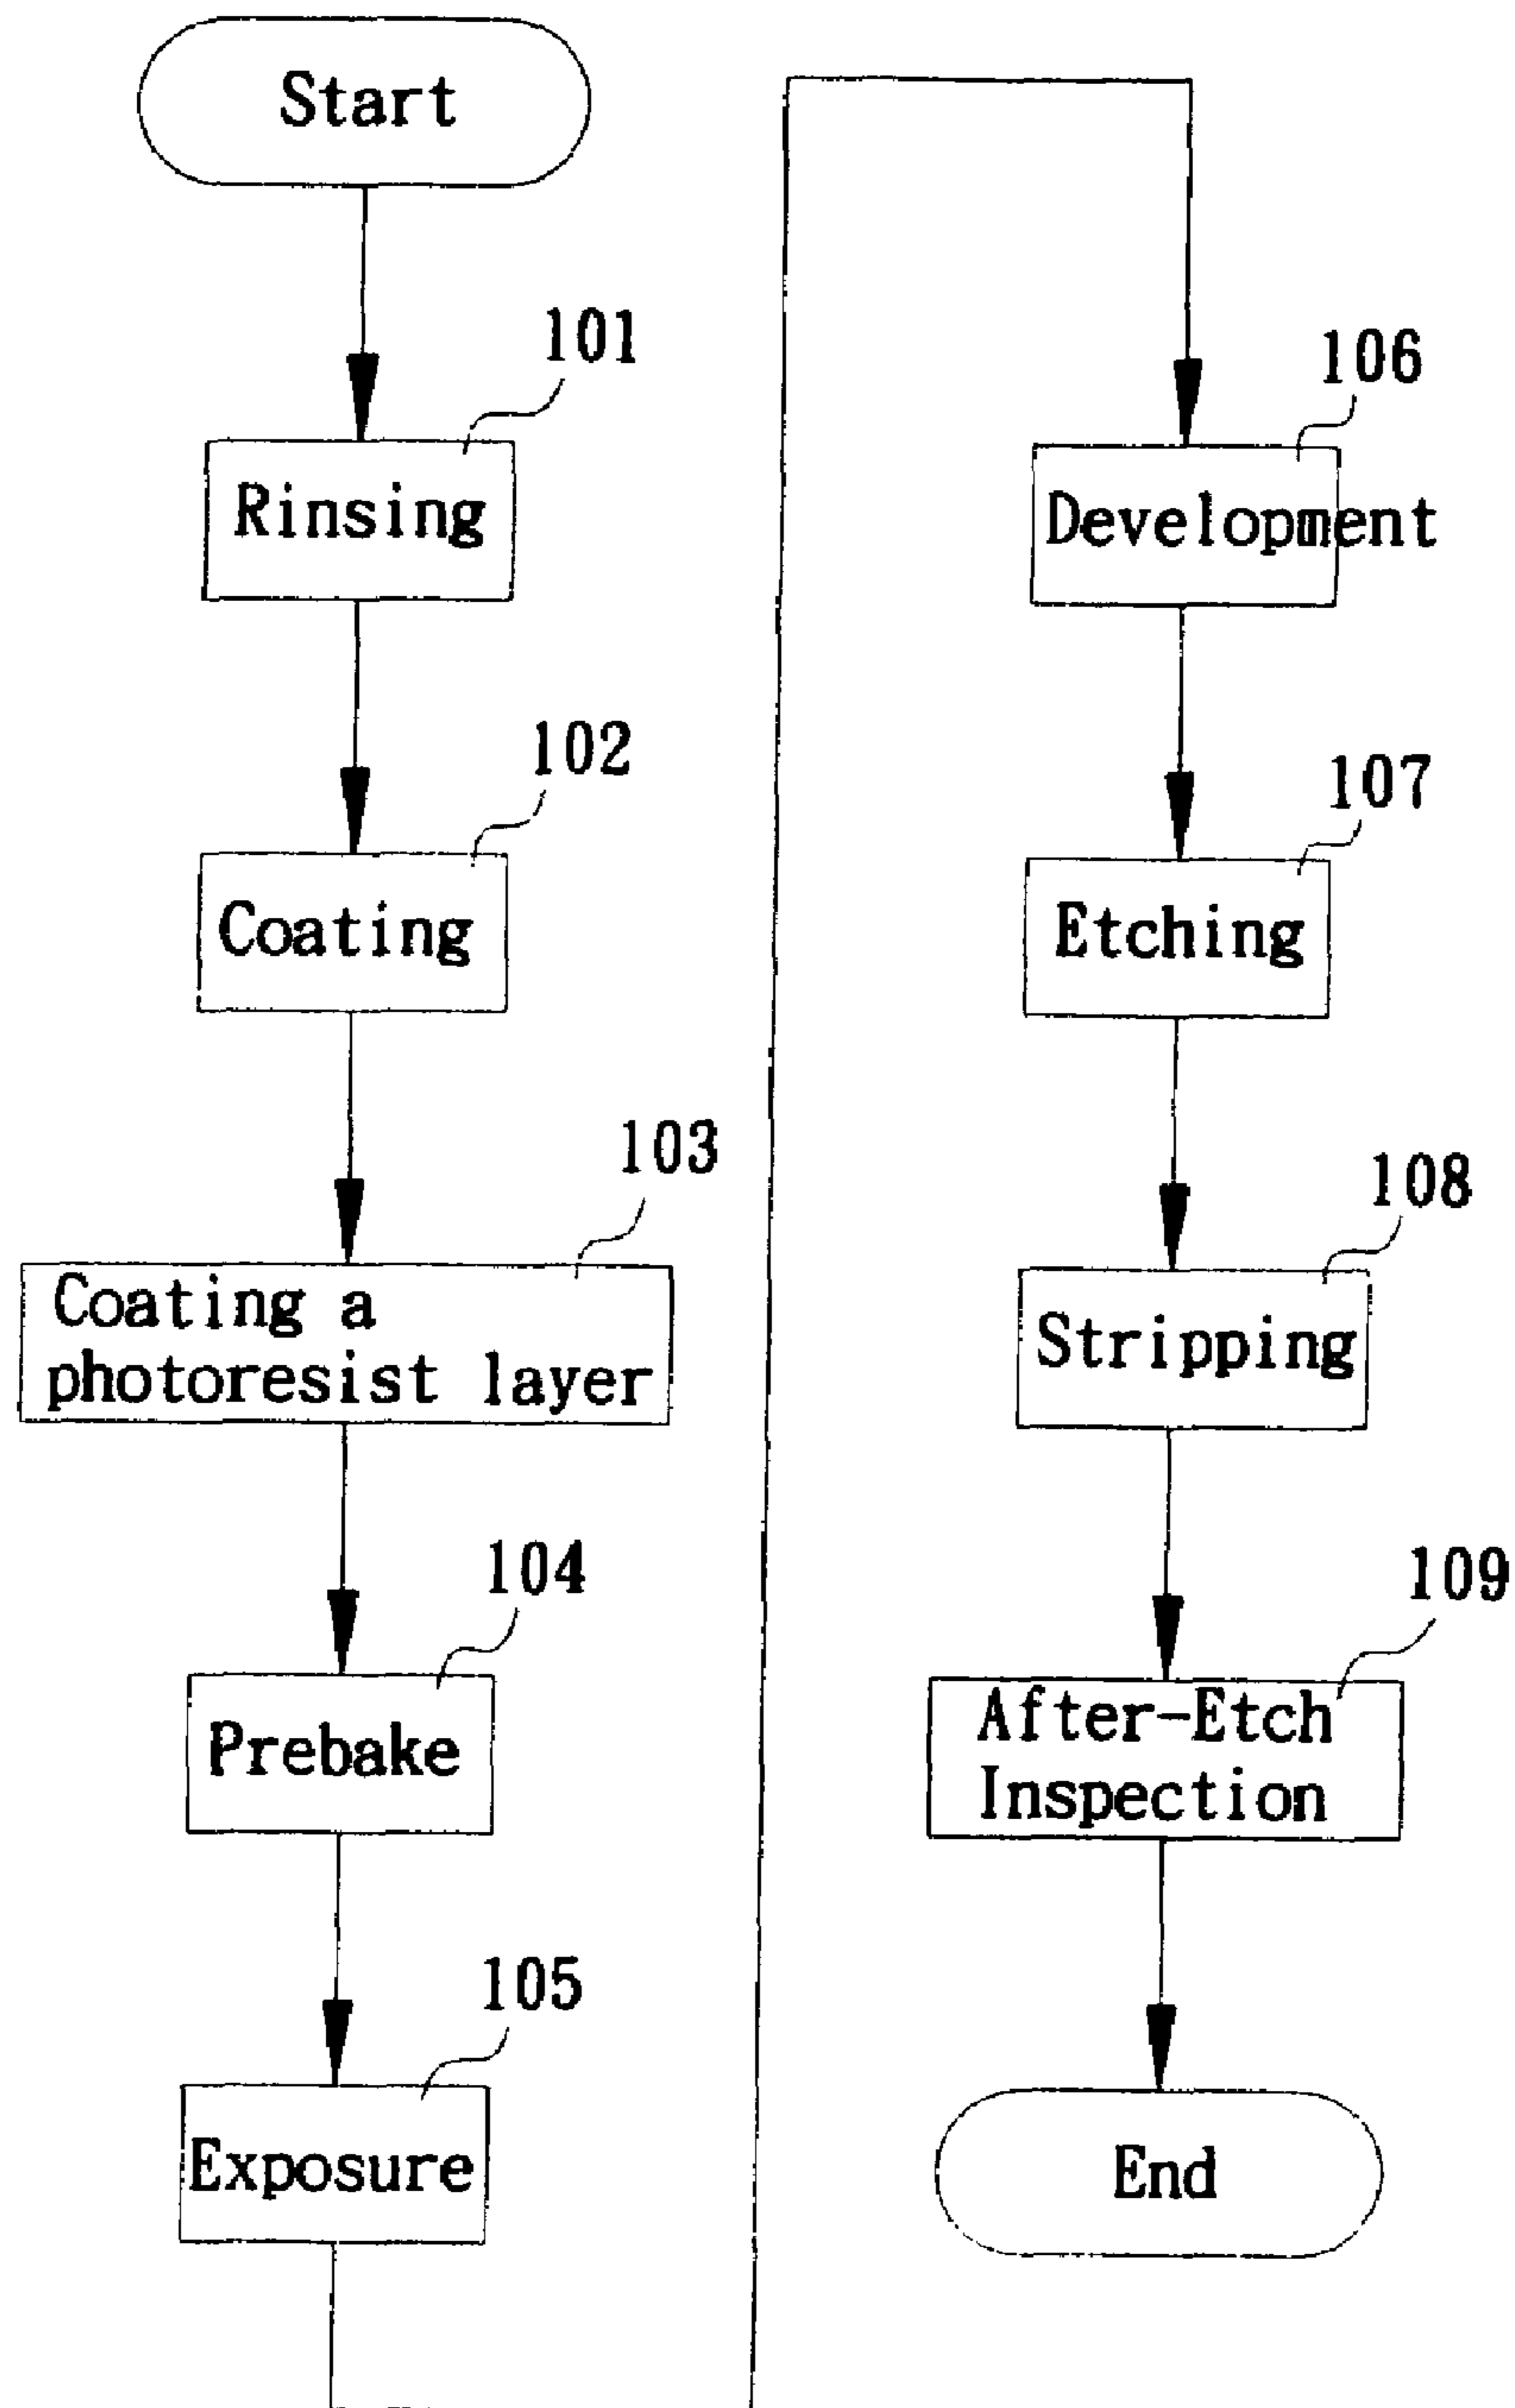 Start
101
Rinsing
102
Coating
103
Coating a
photoresist layer
104
Prebake
105
Exposure
106
Development
107
Etching
108
Stripping
109
After-Etch
Inspection
End